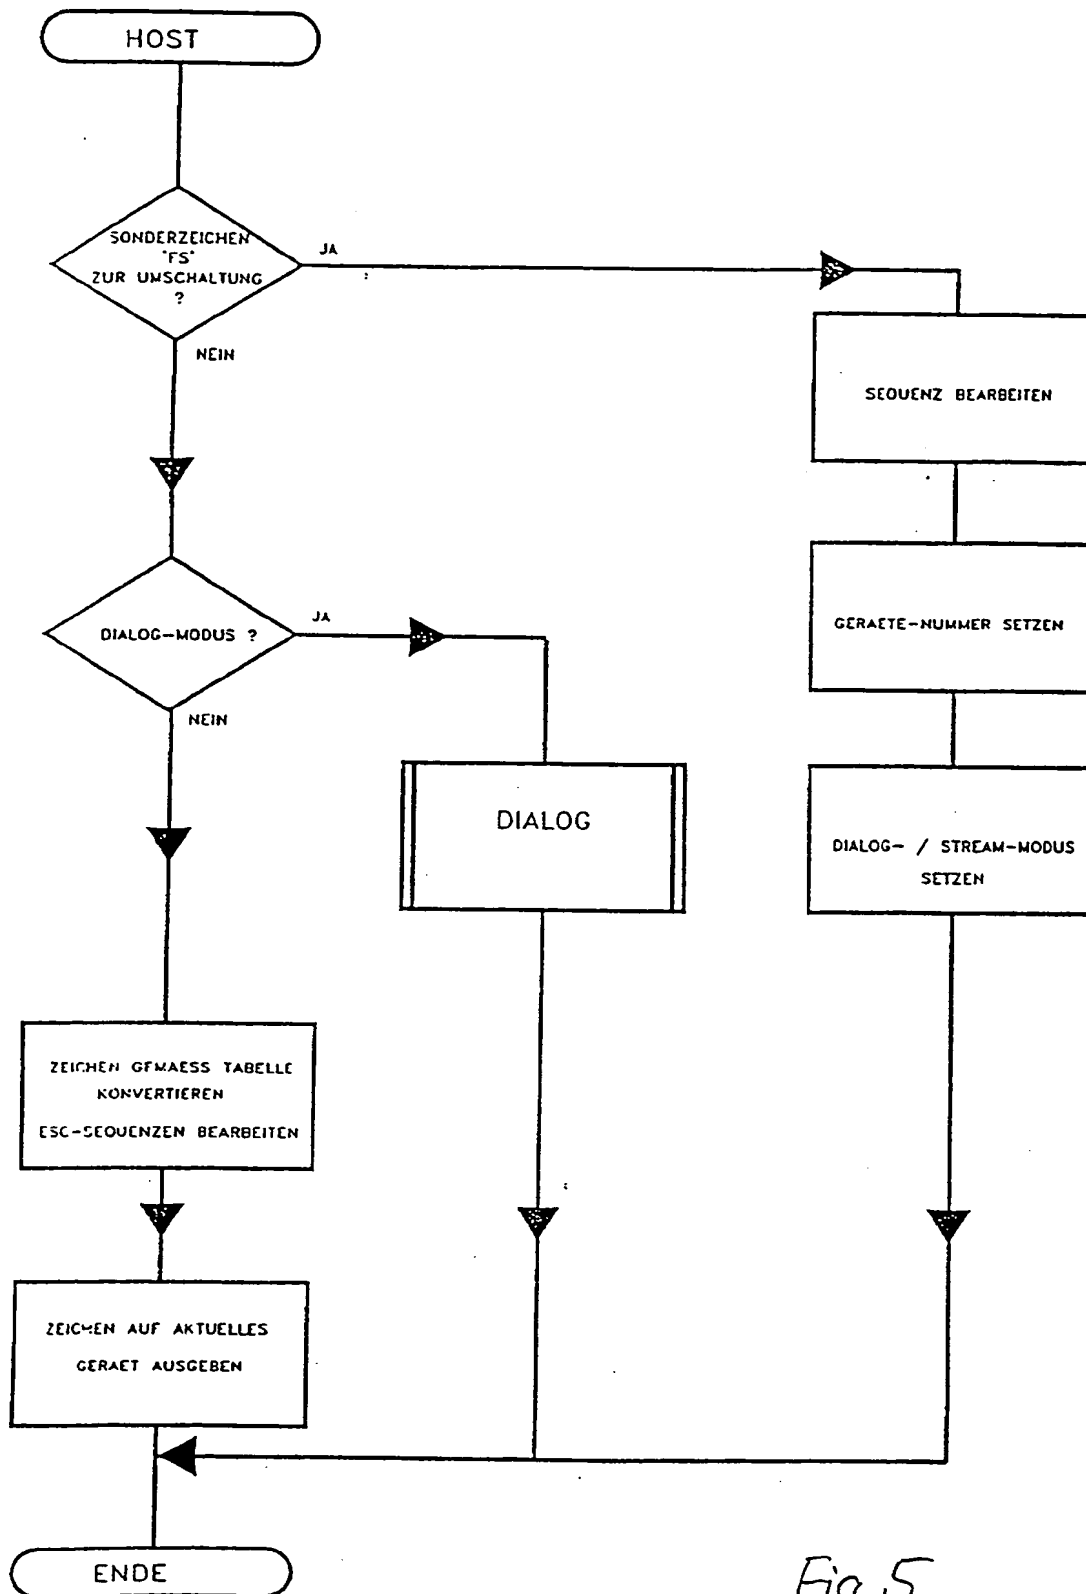 HOST
SONDERZEICHEN
"FS"
ZUR UMSCHALTUNG
?
JA
NEIN
SEQUENZ BEARBEITEN
GERAETE-NUMMER SETZEN
DIALOG-MODUS ?
JA
NEIN
DIALOG
DIALOG- / STREAM-MODUS
SETZEN
ZEICHEN GEMAESS TABELLE
KONVERTIEREN
ESC-SEQUENZEN BEARBEITEN
ZEICHEN AUF AKTUELLES
GERAET AUSGEBEN
ENDE
Fig. 5